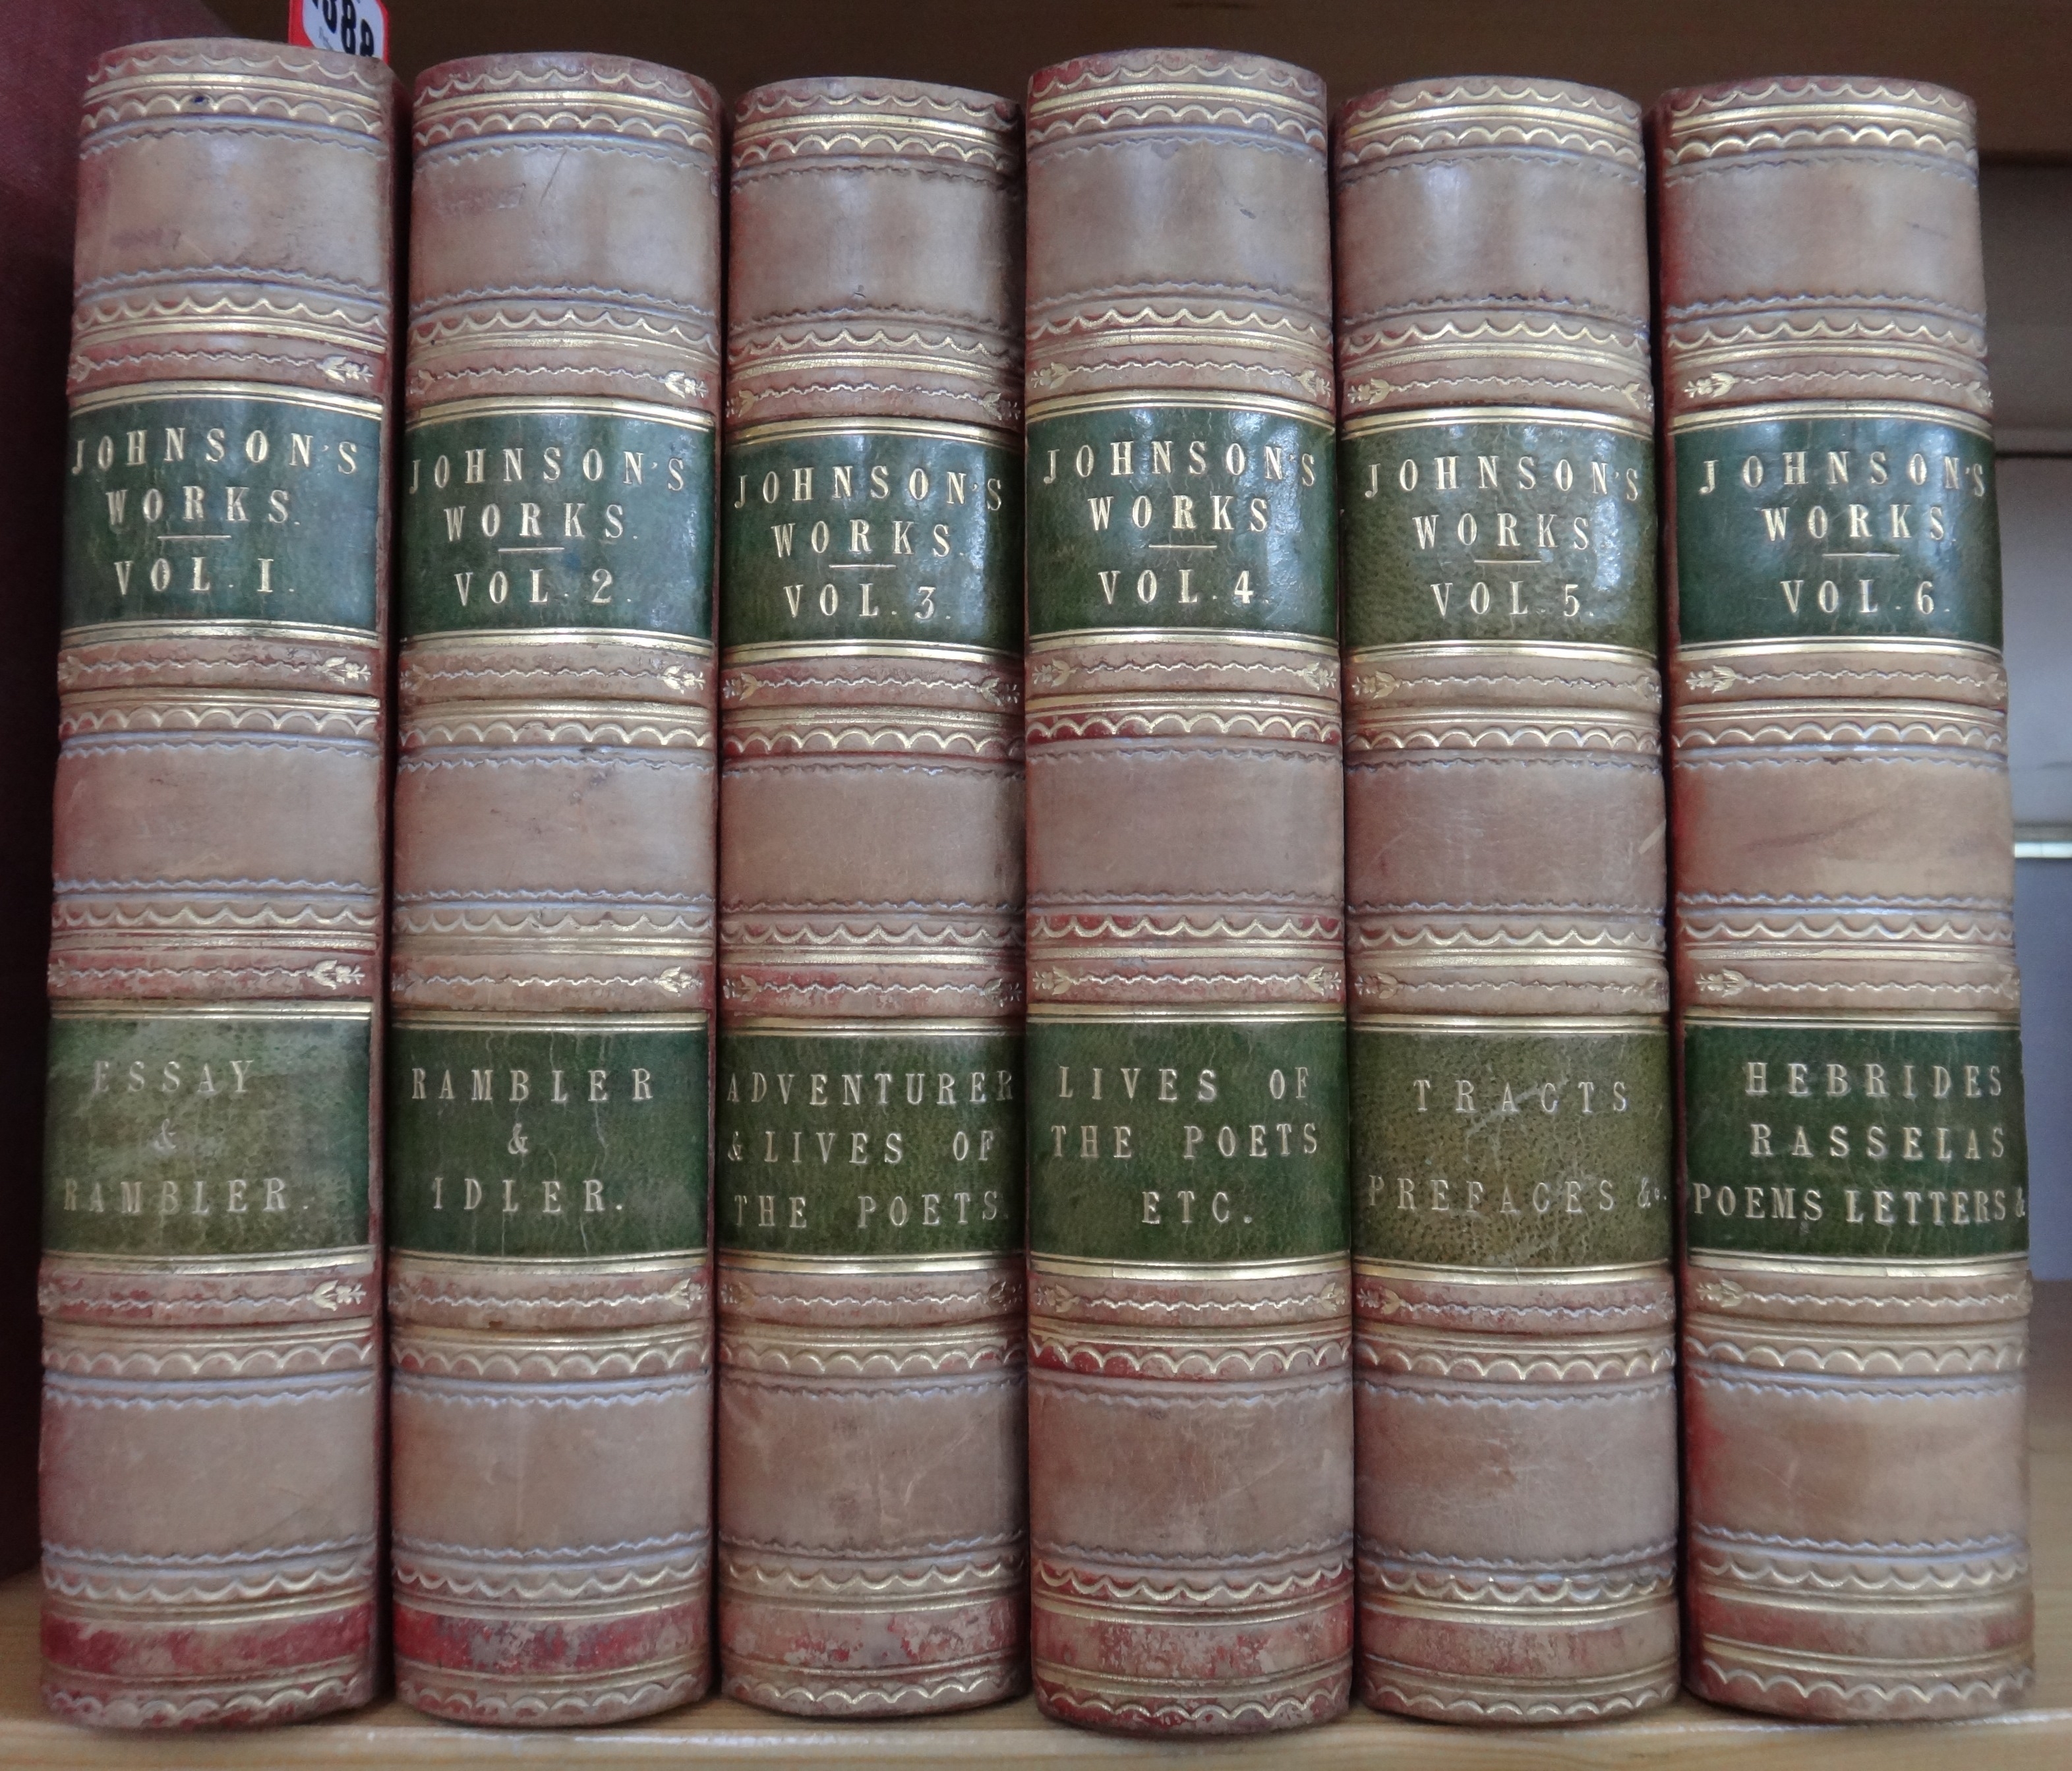 JOHNSON'S
WORKS.
VOL. 1.
ESSAY
&
RAMBLER.
JOHNSON'S
WORKS.
VOL. 2.
RAMBLER
&
IDLER.
JOHNSON'S
WORKS.
VOL. 3.
ADVENTURER
& LIVES OF
THE POETS.
JOHNSON'S
WORKS.
VOL. 4.
LIVES OF
THE POETS
ETC.
JOHNSON'S
WORKS.
VOL. 5.
TRACTS
PREFACES &c.
JOHNSON'S
WORKS.
VOL. 6.
HEBRIDES
RASSELAS
POEMS LETTERS &